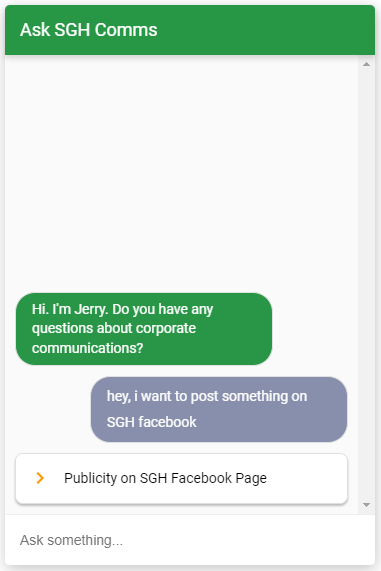 Ask SGH Comms
Hi. I'm Jerry. Do you have any
questions about corporate
communications?
hey, i want to post something on
SGH facebook
Publicity on SGH Facebook Page
Ask something...